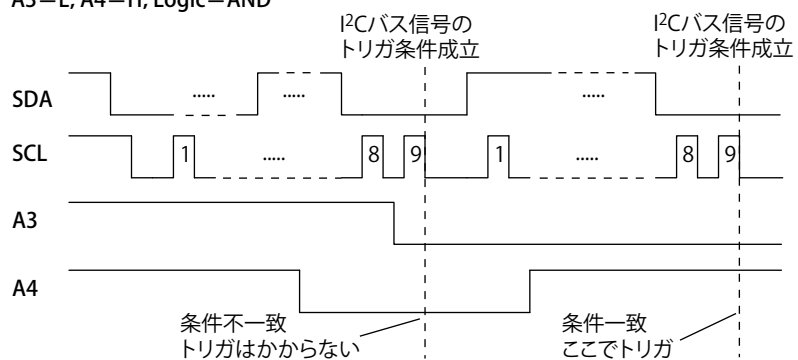 A3=L, A4=H, Logic=AND
I²Cバス信号の
トリガ条件成立
I²Cバス信号の
トリガ条件成立
SDA
.....
.....
.....
SCL
1
.....
8
9
1
.....
8
9
A3
A4
条件不一致
トリガはかからない
条件一致
ここでトリガ